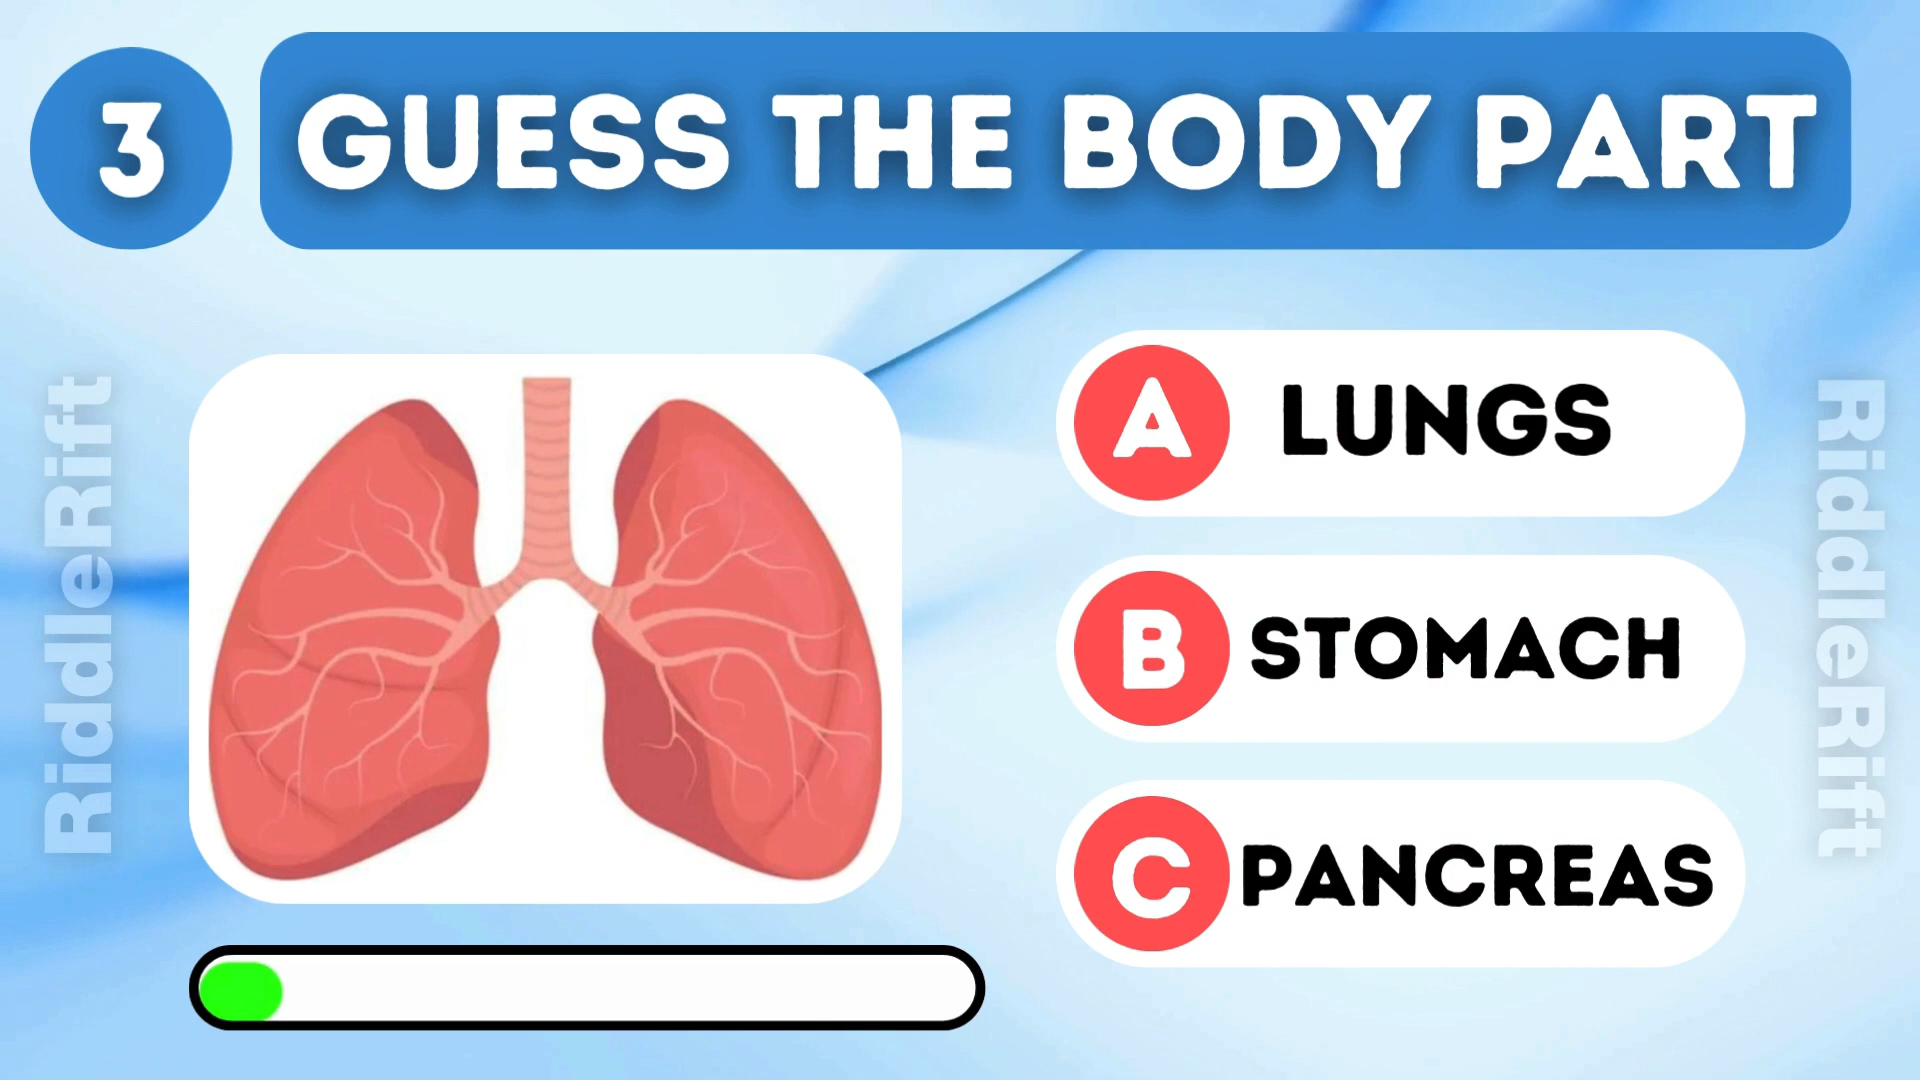 3
GUESS THE BODY PART
RiddleRift
A LUNGS
B STOMACH
C PANCREAS
RiddleRift